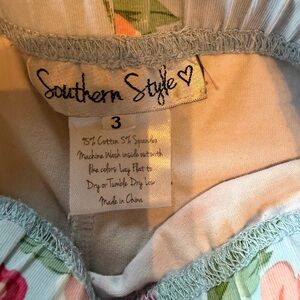 Southern Style ♡
3
95% Cotton 5% Spandex
Machine Wash inside out with
like colors Lay Flat to
Dry or Tumble Dry Low
Made in China